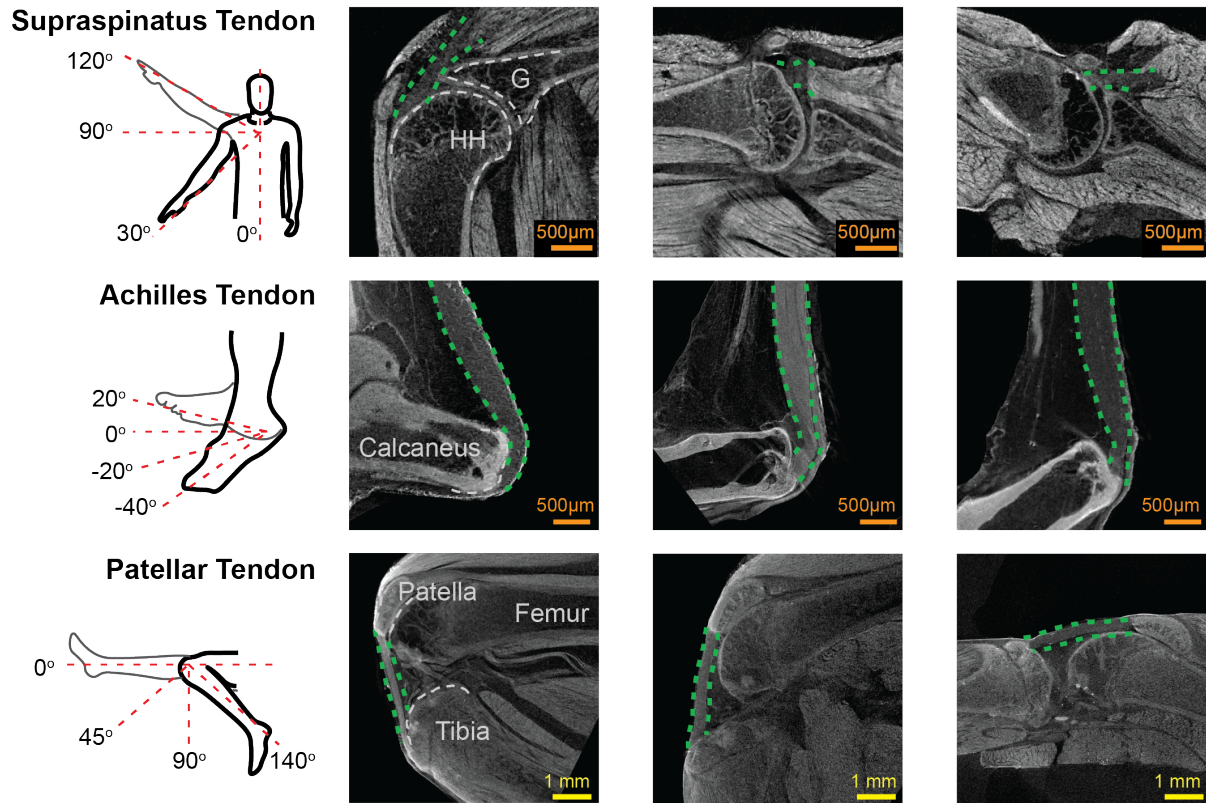 Supraspinatus Tendon
120°
90°
30°
0°
G
HH
500μm
500μm
500μm
Achilles Tendon
20°
0°
-20°
-40°
Calcaneus
500μm
500μm
500μm
Patellar Tendon
0°
45°
90°
140°
Patella
Femur
Tibia
1 mm
1 mm
1 mm